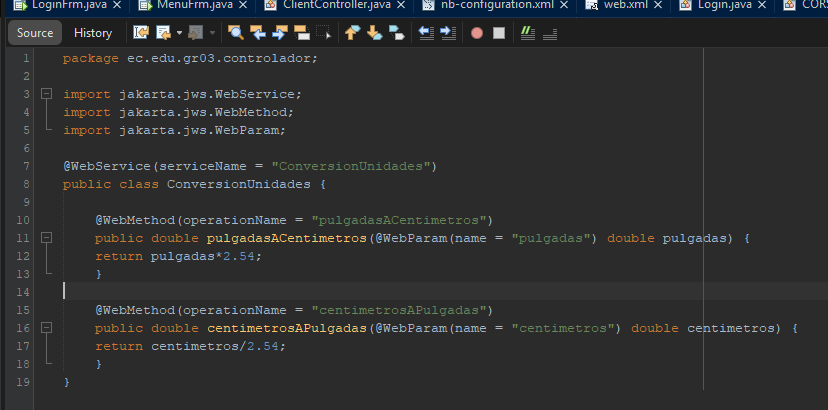 LoginFrm.java
MenuFrm.java
ClientController.java
nb-configuration.xml
web.xml
Login.java
CORS
Source
History
1 package ec.edu.gr03.controlador;
2
3 import jakarta.jws.WebService;
4 import jakarta.jws.WebMethod;
5 import jakarta.jws.WebParam;
6
7 @WebService(serviceName = "ConversionUnidades")
8 public class ConversionUnidades {
9
10 @WebMethod(operationName = "pulgadasACentimetros")
11 public double pulgadasACentimetros(@WebParam(name = "pulgadas") double pulgadas) {
12 return pulgadas*2.54;
13 }
14
15 @WebMethod(operationName = "centimetrosAPulgadas")
16 public double centimetrosAPulgadas(@WebParam(name = "centimetros") double centimetros) {
17 return centimetros/2.54;
18 }
19 }